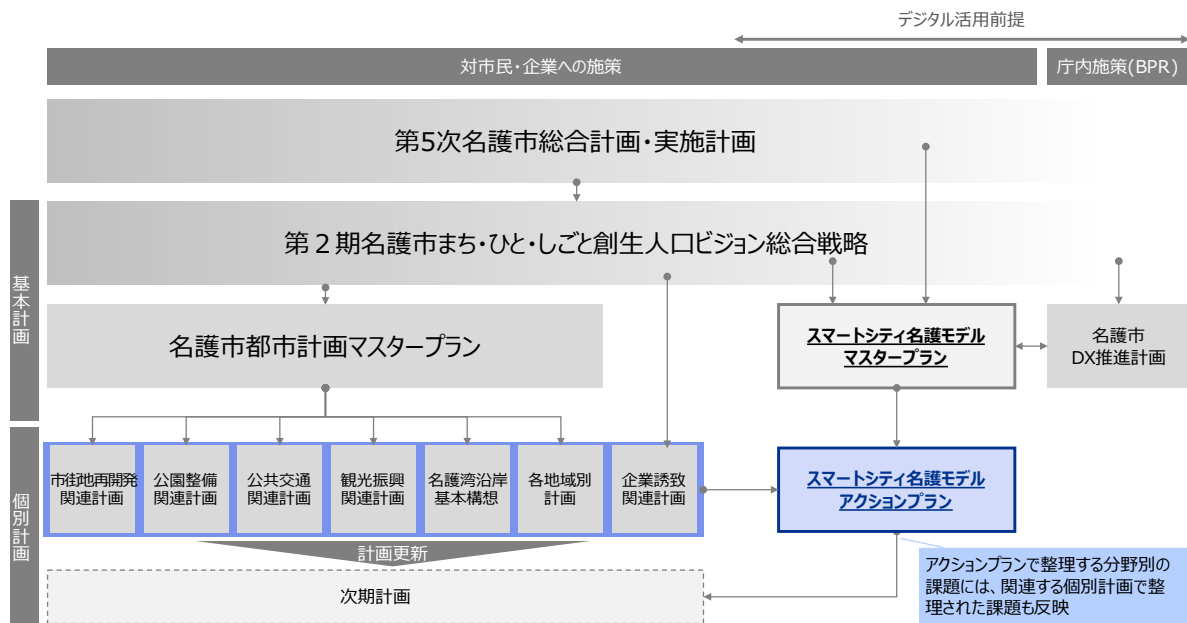 デジタル活用前提
対市民・企業への施策
庁内施策(BPR)
第5次名護市総合計画・実施計画
第２期名護市まち・ひと・しごと創生人口ビジョン総合戦略
基本計画
名護市都市計画マスタープラン
スマートシティ名護モデル
マスタープラン
名護市
DX推進計画
個別計画
市街地再開発
関連計画
公園整備
関連計画
公共交通
関連計画
観光振興
関連計画
名護湾沿岸
基本構想
各地域別
計画
企業誘致
関連計画
スマートシティ名護モデル
アクションプラン
計画更新
次期計画
アクションプランで整理する分野別の
課題には、関連する個別計画で整
理された課題も反映